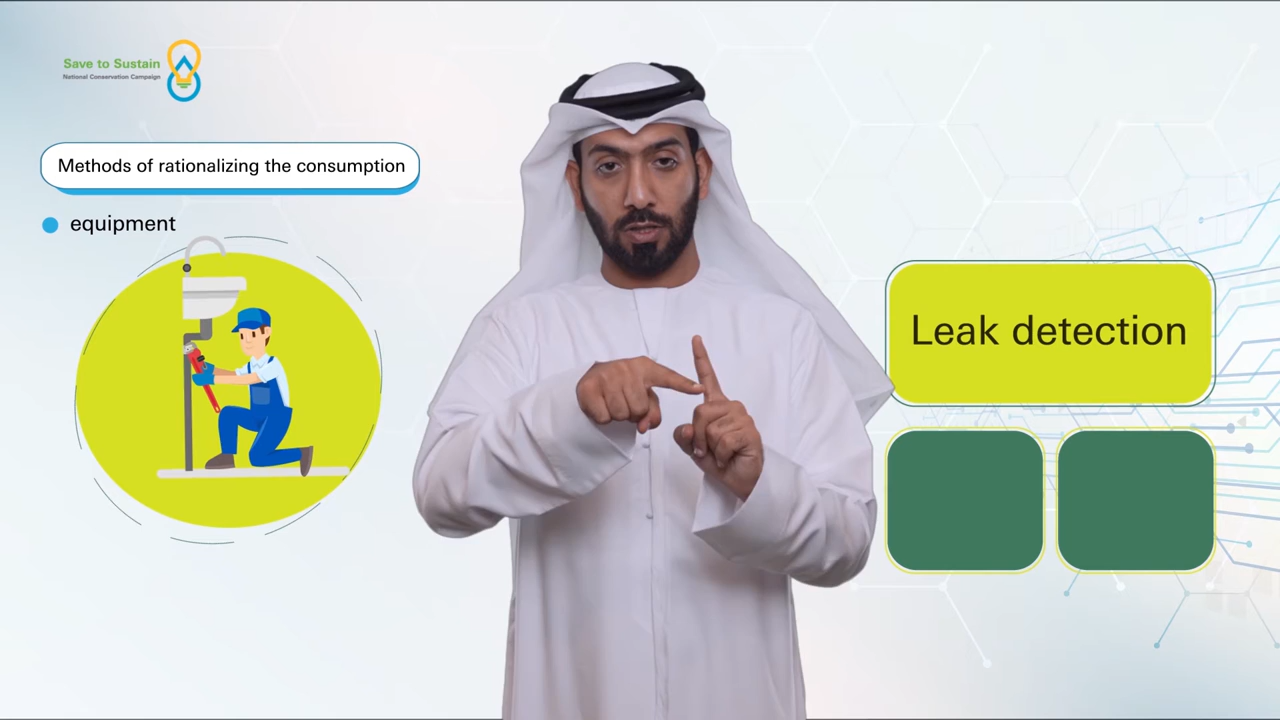 Save to Sustain
National Conservation Campaign
Methods of rationalizing the consumption
equipment
Leak detection